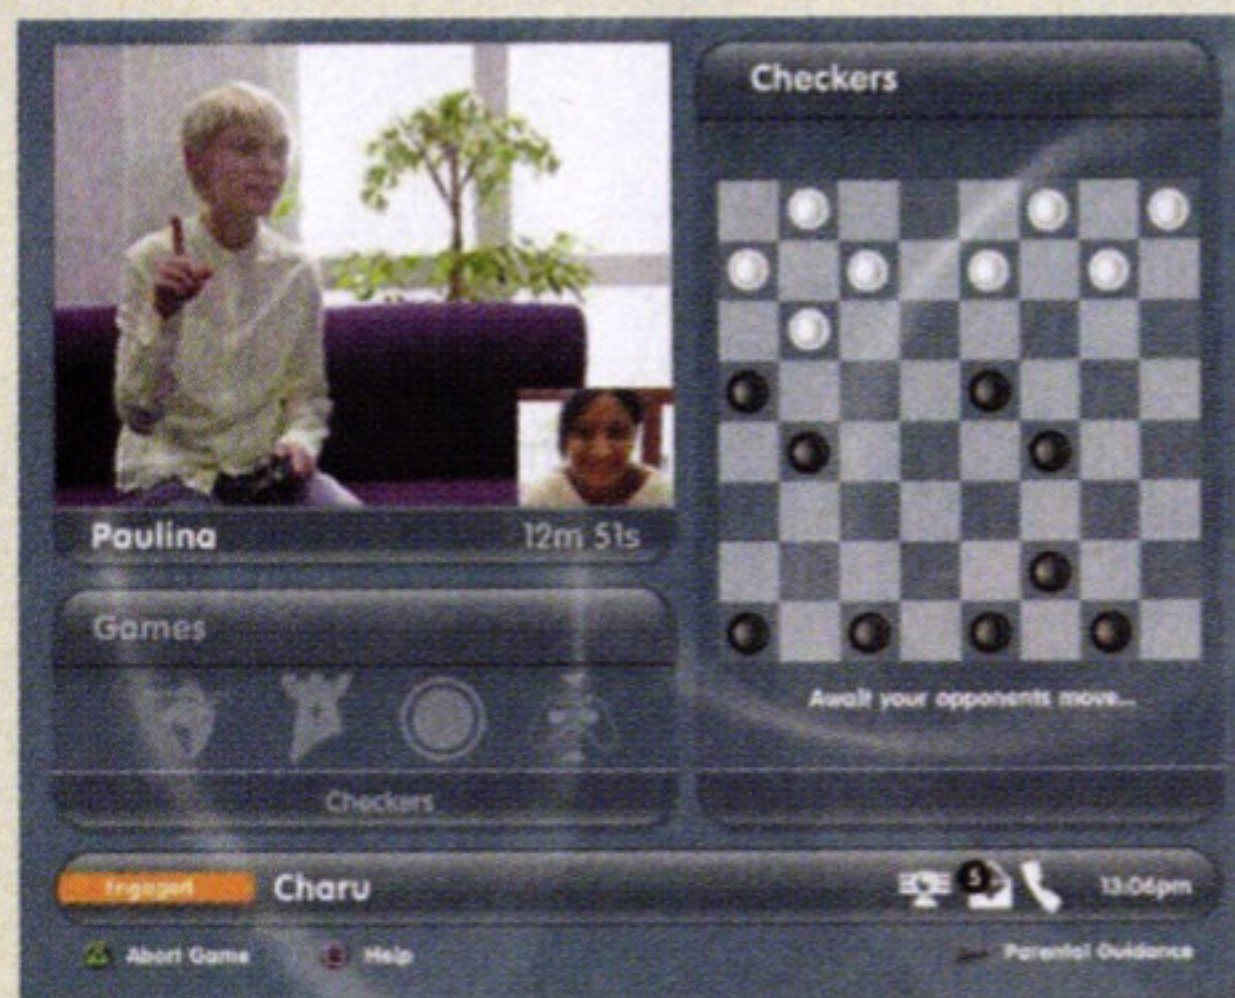 Checkers
Paulina 12m 51s
Games
Await your opponents move...
Checkers
Engaged Charu 5 13:06pm
Abort Game Help Parental Guidance